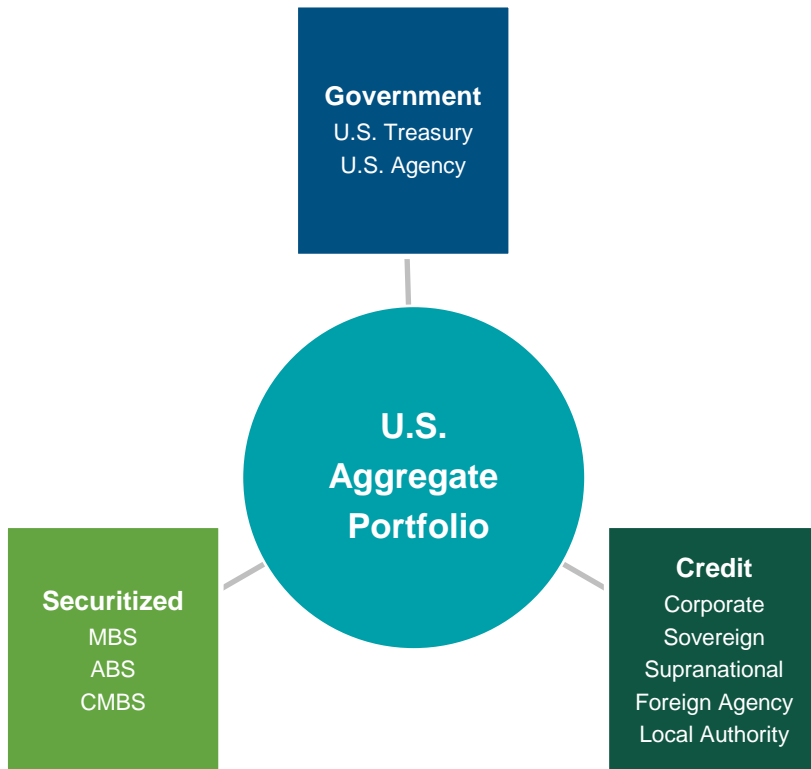 Government
U.S. Treasury
U.S. Agency
U.S.
Aggregate
Portfolio
Securitized
MBS
ABS
CMBS
Credit
Corporate
Sovereign
Supranational
Foreign Agency
Local Authority